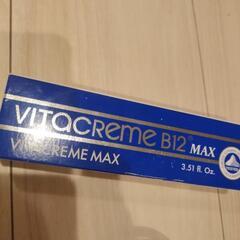 VITACREME B12® MAX
VITACREME MAX
3.51 fl. Oz.